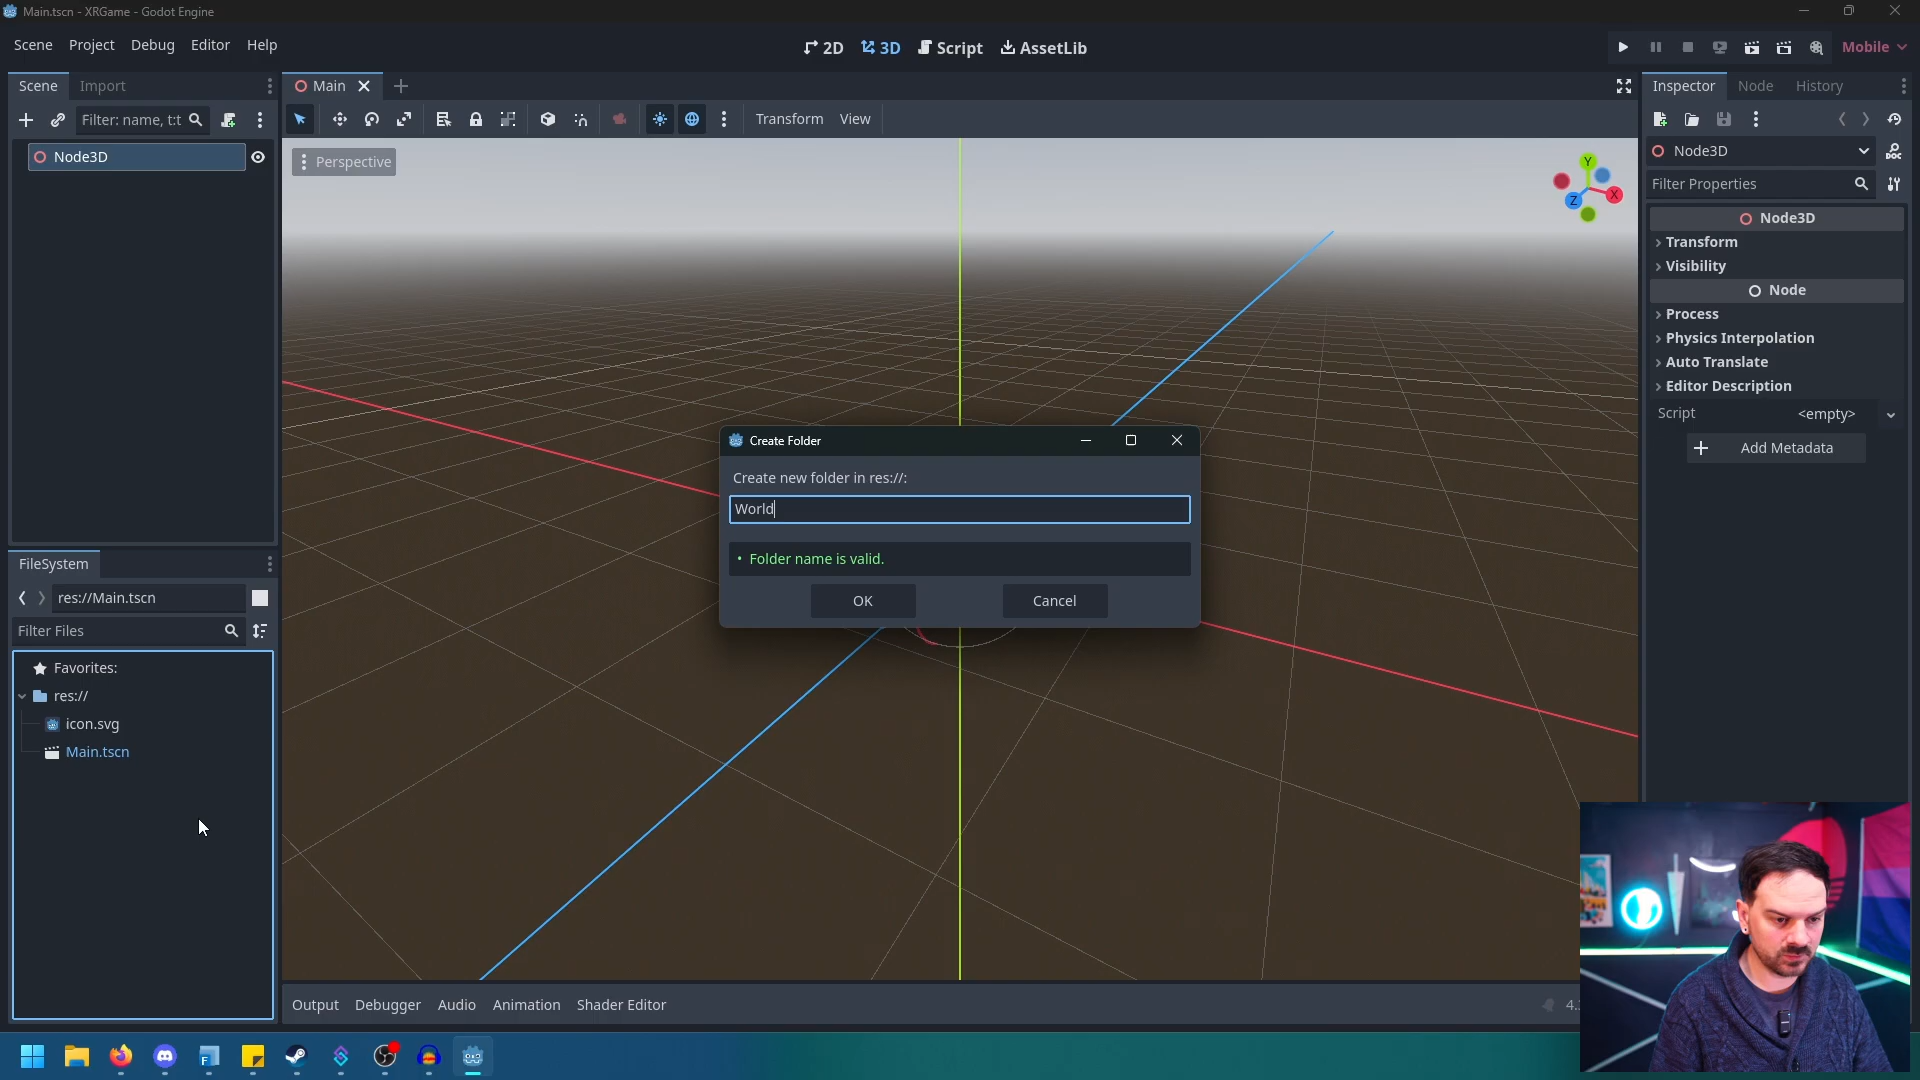 Main.tscn - XRGame - Godot Engine
Scene Project Debug Editor Help
2D 3D Script AssetLib
Mobile
Scene Import
Main
Inspector Node History
Filter: name, t:t
Transform View
Node3D
Perspective
Y
X
Z
Node3D
DOC
Filter Properties
Node3D
Transform
Visibility
Node
Process
Physics Interpolation
Auto Translate
Editor Description
Script <empty>
Add Metadata
Create Folder
Create new folder in res://:
World
• Folder name is valid.
OK Cancel
FileSystem
res://Main.tscn
Filter Files
Favorites:
res://
icon.svg
Main.tscn
Output Debugger Audio Animation Shader Editor